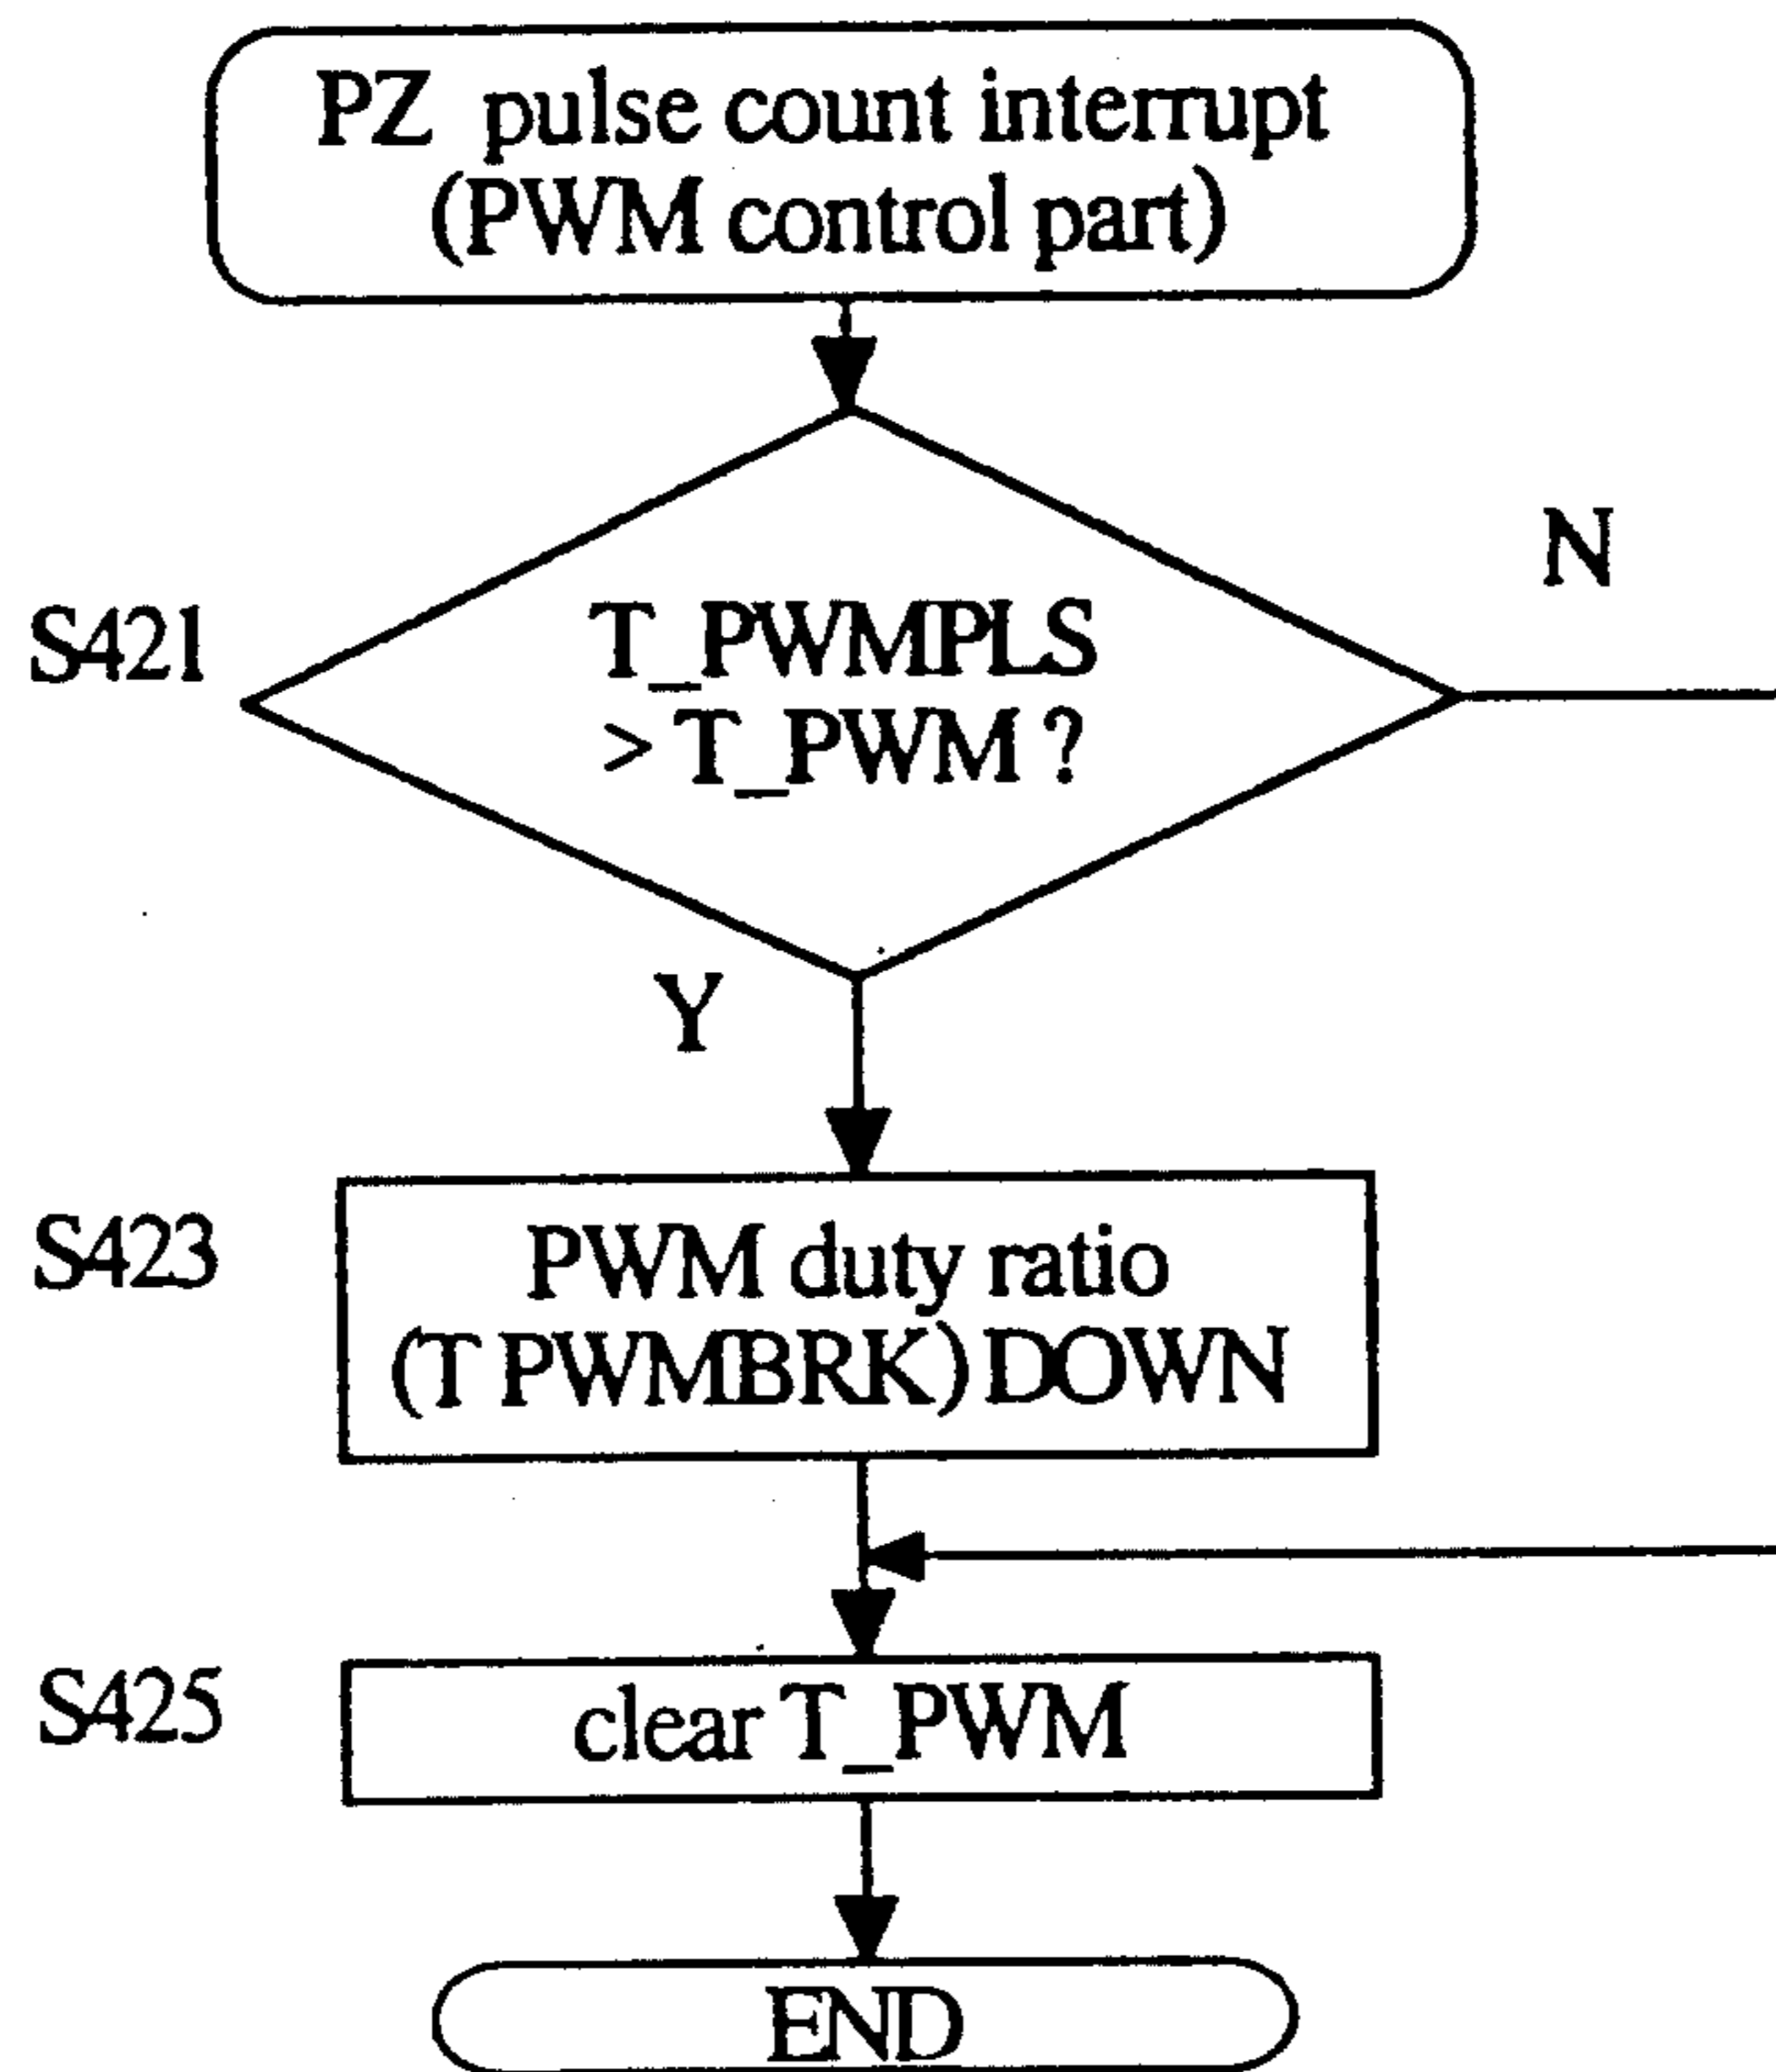 PZ pulse count interrupt
(PWM control part)
N
S421
T_PWMPLS
> T_PWM ?
Y
S423
PWM duty ratio
(T PWMBRK) DOWN
S425
clear T_PWM
END